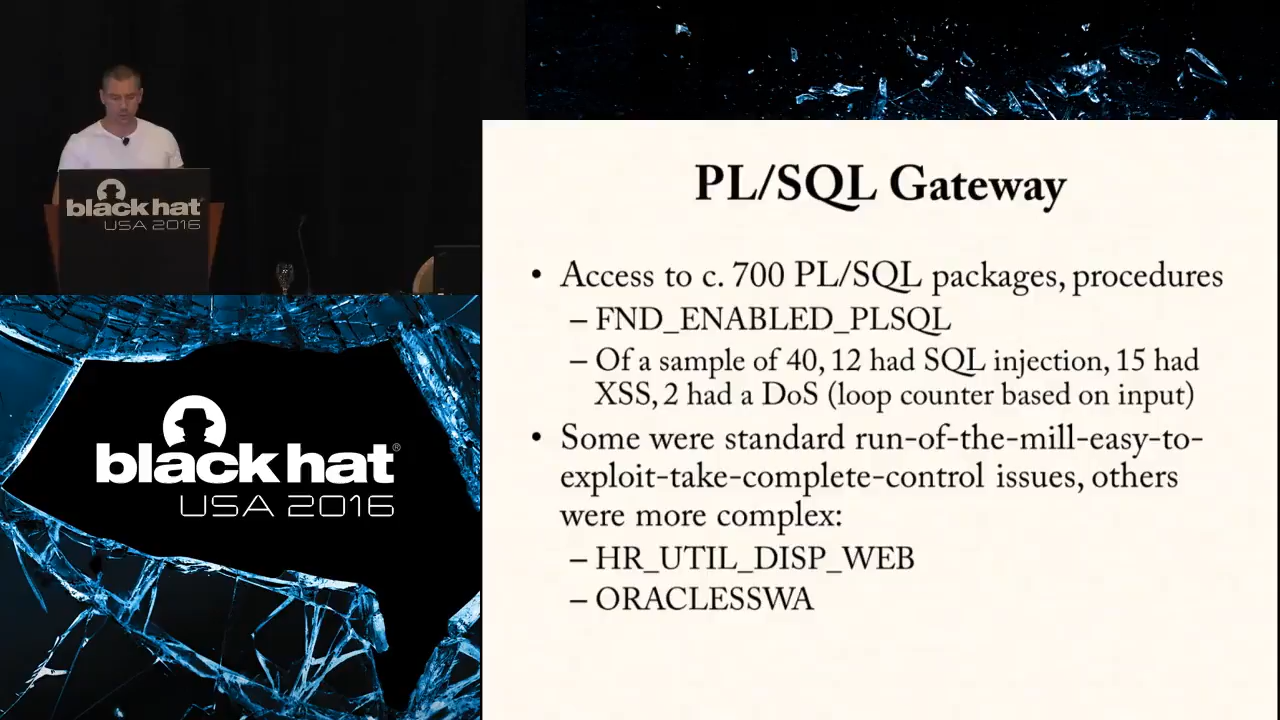 black hat
USA 2016
black hat®
USA 2016
PL/SQL Gateway
• Access to c. 700 PL/SQL packages, procedures
– FND_ENABLED_PLSQL
– Of a sample of 40, 12 had SQL injection, 15 had
XSS, 2 had a DoS (loop counter based on input)
• Some were standard run-of-the-mill-easy-to-
exploit-take-complete-control issues, others
were more complex:
– HR_UTIL_DISP_WEB
– ORACLESSWA